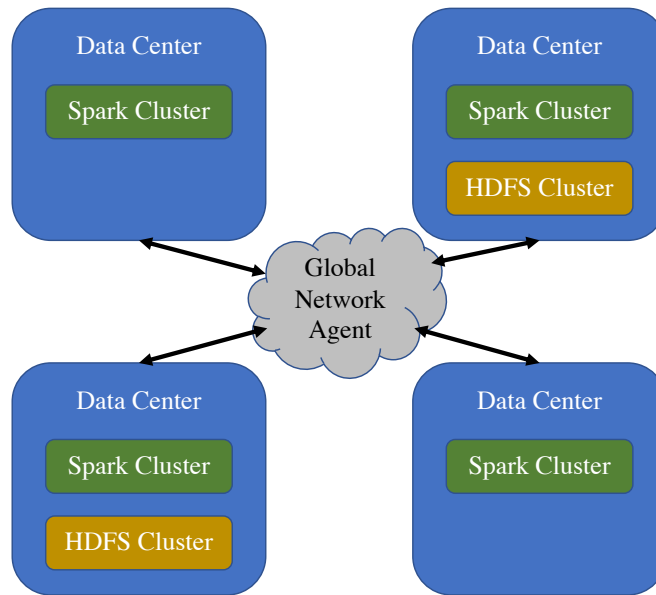 Data Center
Spark Cluster
Data Center
Spark Cluster
HDFS Cluster
Global
Network
Agent
Data Center
Spark Cluster
HDFS Cluster
Data Center
Spark Cluster